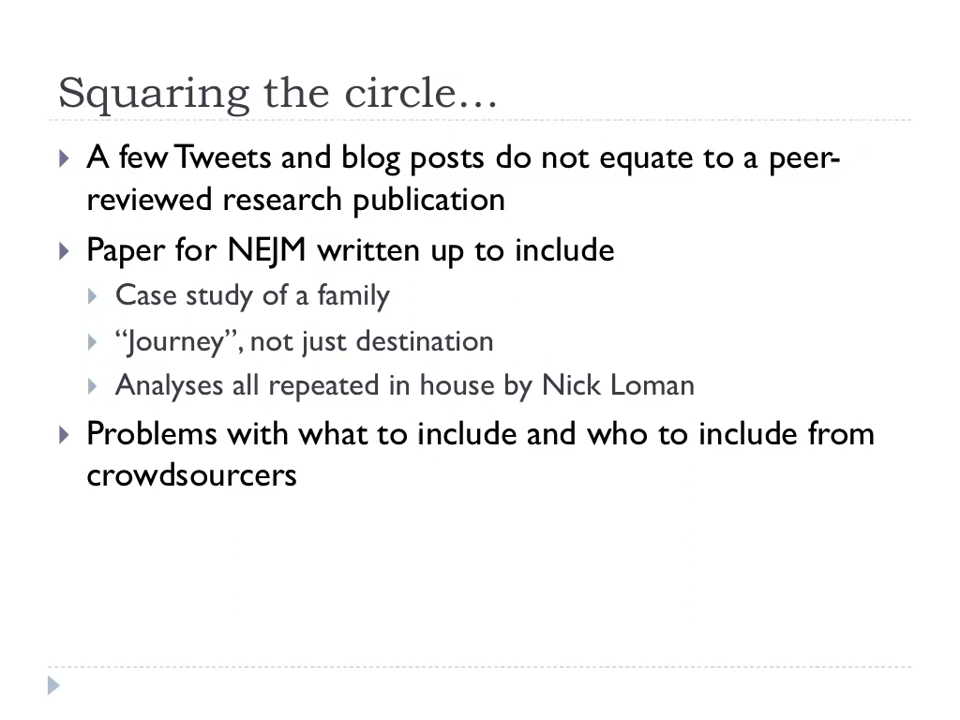 Squaring the circle...
A few Tweets and blog posts do not equate to a peer-
reviewed research publication
Paper for NEJM written up to include
Case study of a family
“Journey”, not just destination
Analyses all repeated in house by Nick Loman
Problems with what to include and who to include from
crowdsourcers